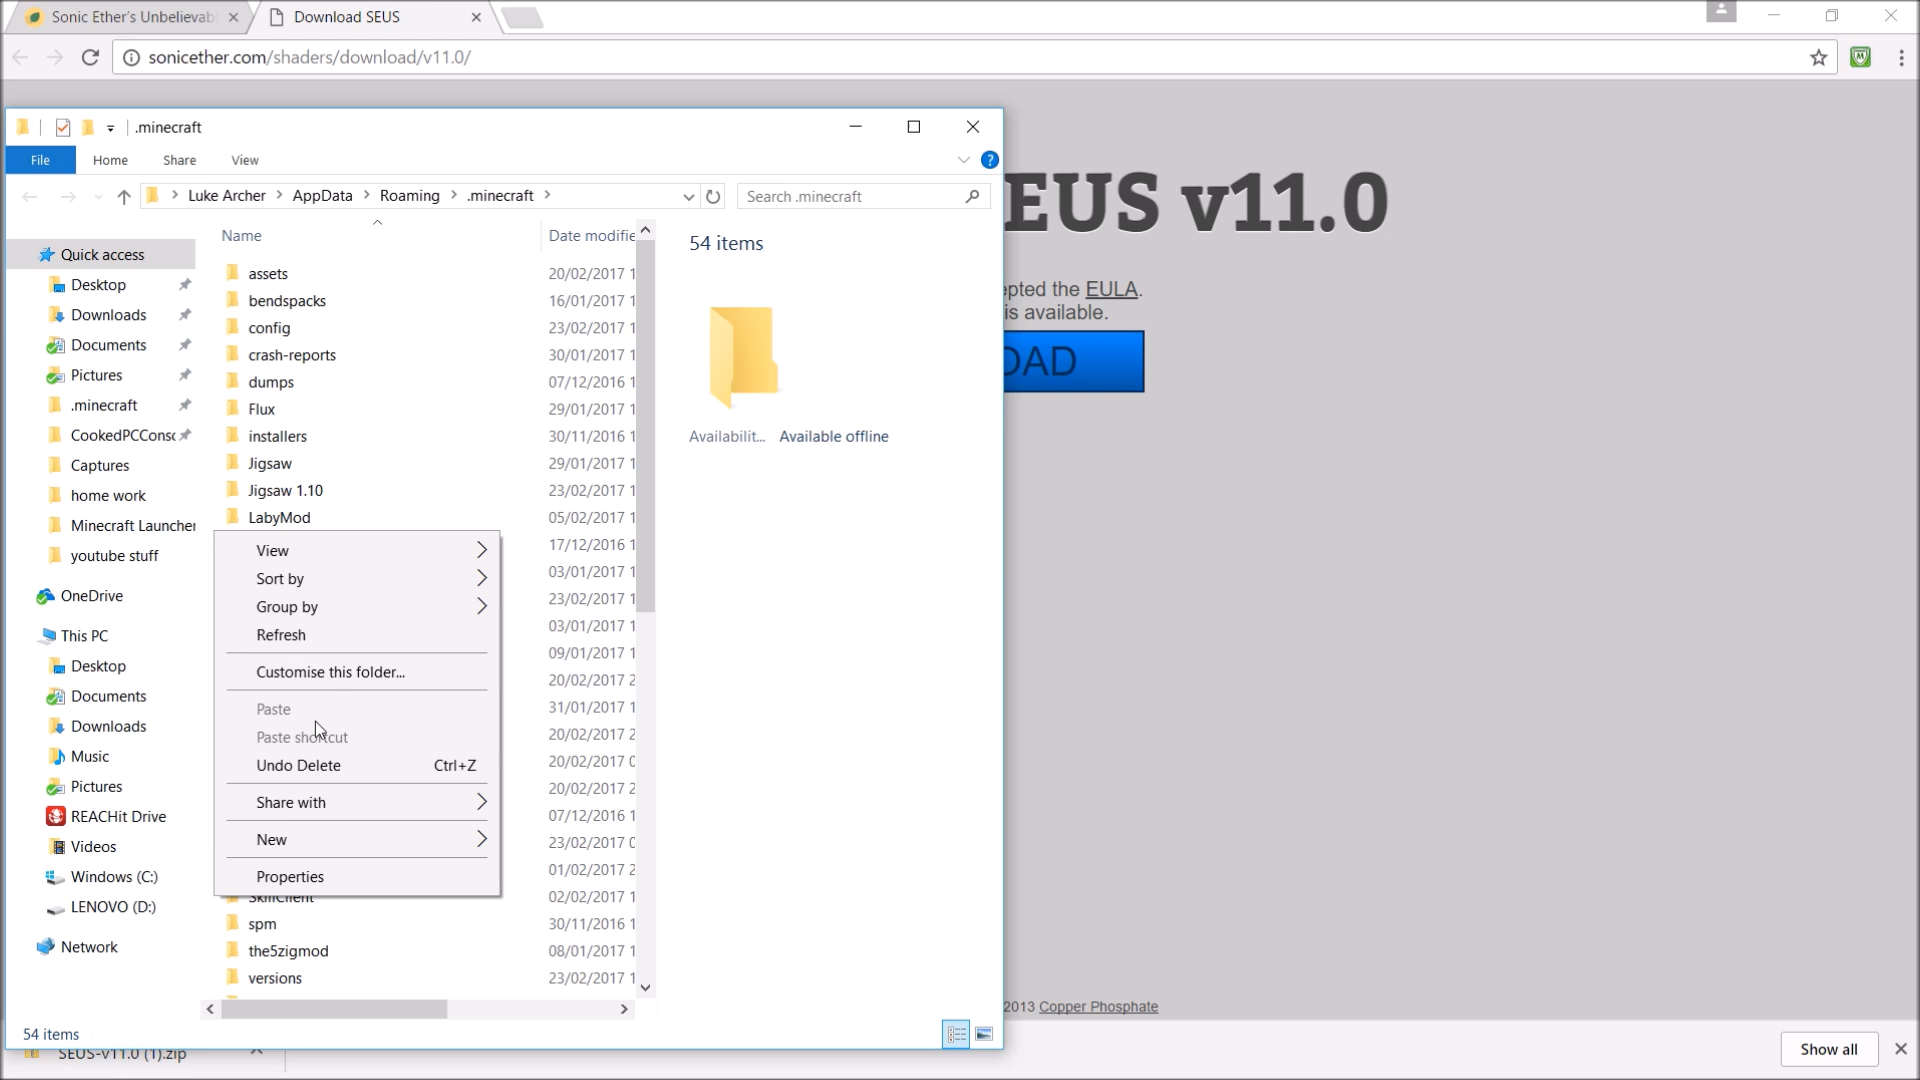 Sonic Ether's Unbelievab
Download SEUS
sonicether.com/shaders/download/v11.0/
.minecraft
File
Home
Share
View
?
Luke Archer
AppData
Roaming
.minecraft
Search .minecraft
Name
Date modifie
Quick access
Desktop
Downloads
Documents
Pictures
.minecraft
CookedPCConsc
Captures
home work
Minecraft Launcher
youtube stuff
OneDrive
This PC
Desktop
Documents
Downloads
Music
Pictures
REACHit Drive
Videos
Windows (C:)
LENOVO (D:)
Network
assets 20/02/2017 1
bendspacks 16/01/2017 1
config 23/02/2017 1
crash-reports 30/01/2017 1
dumps 07/12/2016 1
Flux 29/01/2017 1
installers 30/11/2016 1
Jigsaw 29/01/2017 1
Jigsaw 1.10 23/02/2017 1
LabyMod 05/02/2017 1
17/12/2016 1
03/01/2017 1
23/02/2017 1
03/01/2017 1
09/01/2017 1
20/02/2017 2
31/01/2017 1
20/02/2017 2
20/02/2017 0
20/02/2017 2
07/12/2016 1
23/02/2017 0
01/02/2017 2
SkillClient 02/02/2017 1
spm 30/11/2016 1
the5zigmod 08/01/2017 1
versions 23/02/2017 1
View
Sort by
Group by
Refresh
Customise this folder...
Paste
Paste shortcut
Undo Delete Ctrl+Z
Share with
New
Properties
54 items
Availabilit... Available offline
54 items
EUS v11.0
epted the EULA.
is available.
OAD
2013 Copper Phosphate
SEUS-v11.0 (1).zip
Show all